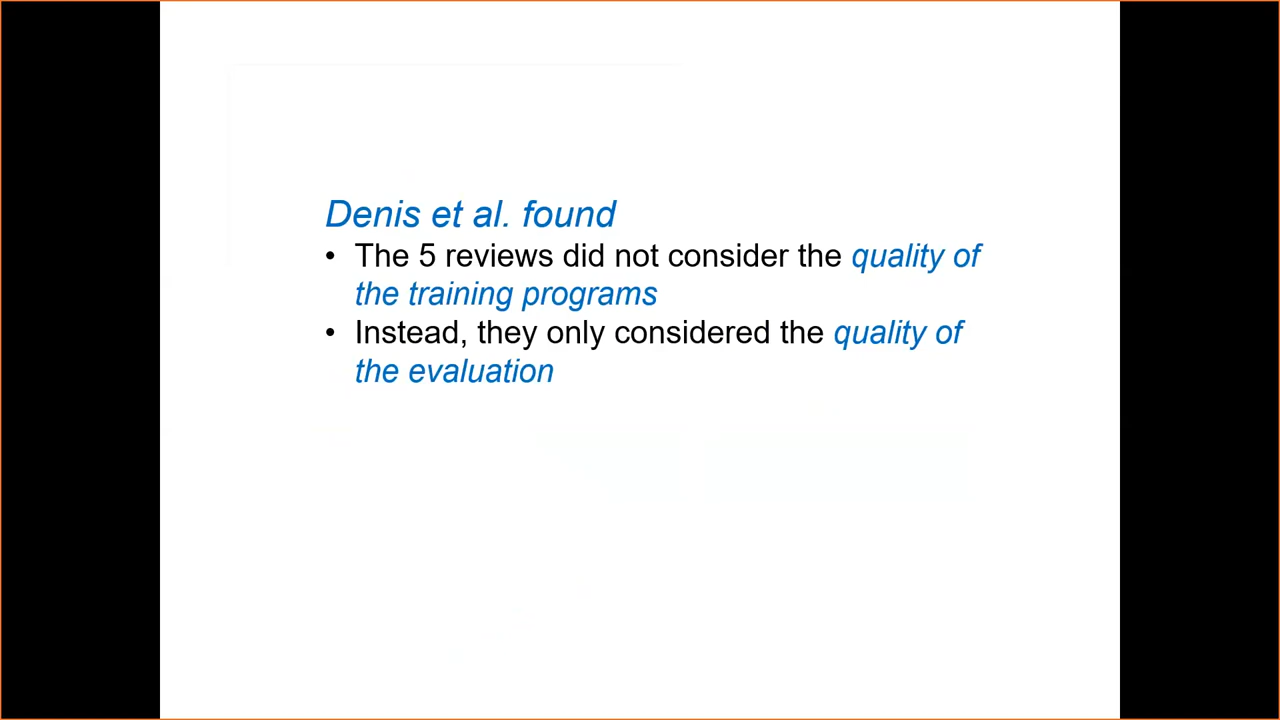 Denis et al. found
• The 5 reviews did not consider the quality of
the training programs
• Instead, they only considered the quality of
the evaluation